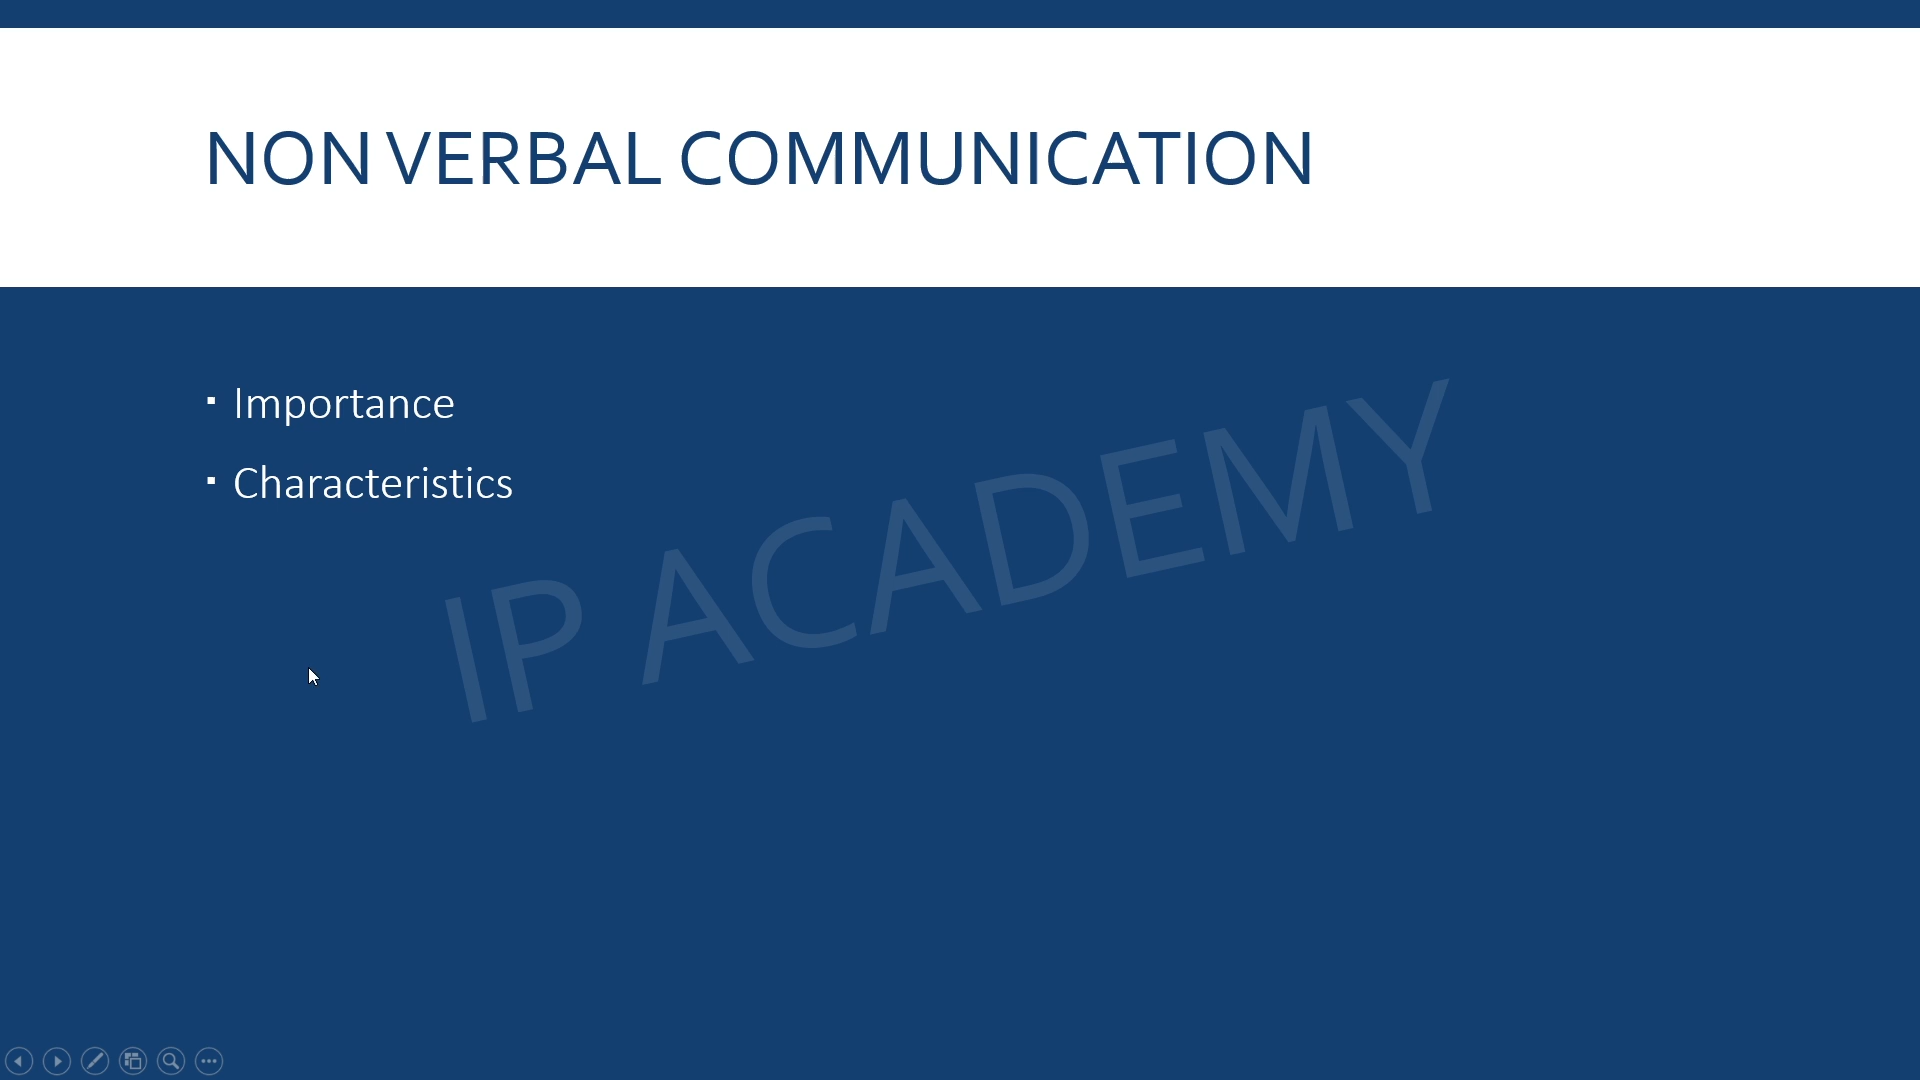 NON VERBAL COMMUNICATION
▪ Importance
▪ Characteristics
IP ACADEMY